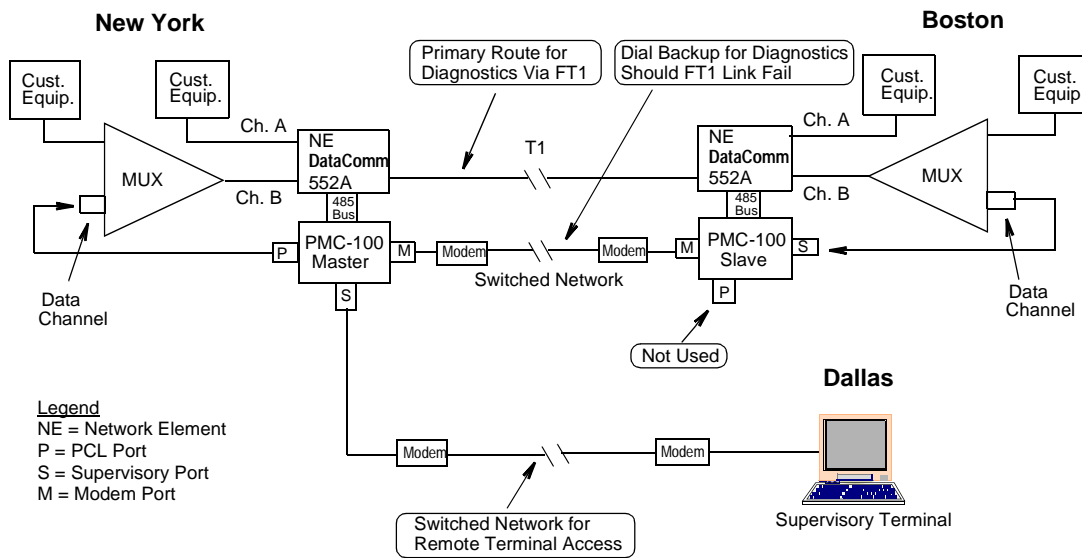 New York
Boston
Primary Route for
Diagnostics Via FT1
Dial Backup for Diagnostics
Should FT1 Link Fail
Cust.
Equip.
Cust.
Equip.
Cust.
Equip.
Cust.
Equip.
Ch. A
Ch. A
NE
DataComm
552A
T1
NE
DataComm
552A
MUX
MUX
Ch. B
Ch. B
485
Bus
485
Bus
P
PMC-100
Master
M
Modem
Modem
M
PMC-100
Slave
S
Switched Network
S
P
Data
Channel
Data
Channel
Not Used
Dallas
Legend
NE = Network Element
P = PCL Port
S = Supervisory Port
M = Modem Port
Modem
Modem
Supervisory Terminal
Switched Network for
Remote Terminal Access